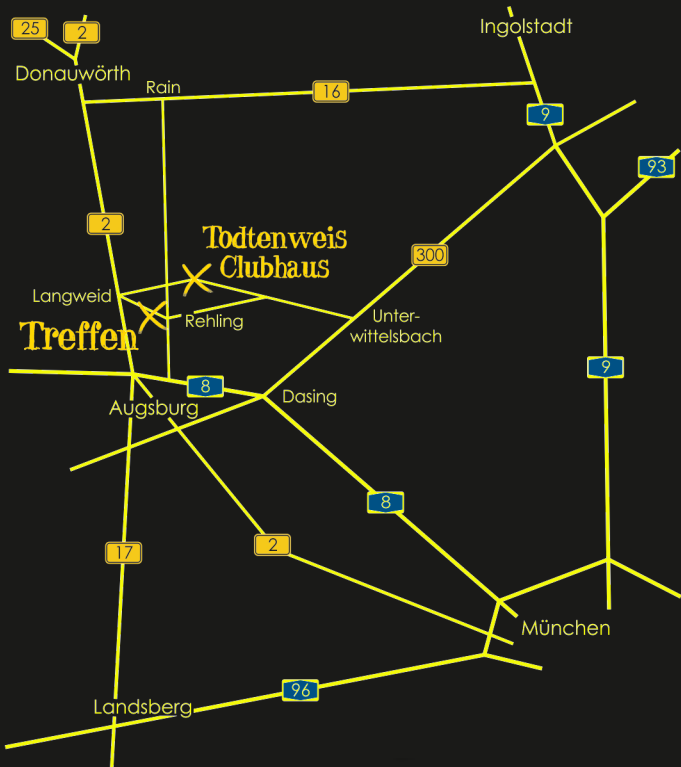 25
2
Ingolstadt
Donauwörth
Rain
16
9
93
2
Todtenweis
Clubhaus
300
Langweid
Rehling
Unter-
wittelsbach
Treffen
9
8
Dasing
Augsburg
8
17
2
München
96
Landsberg